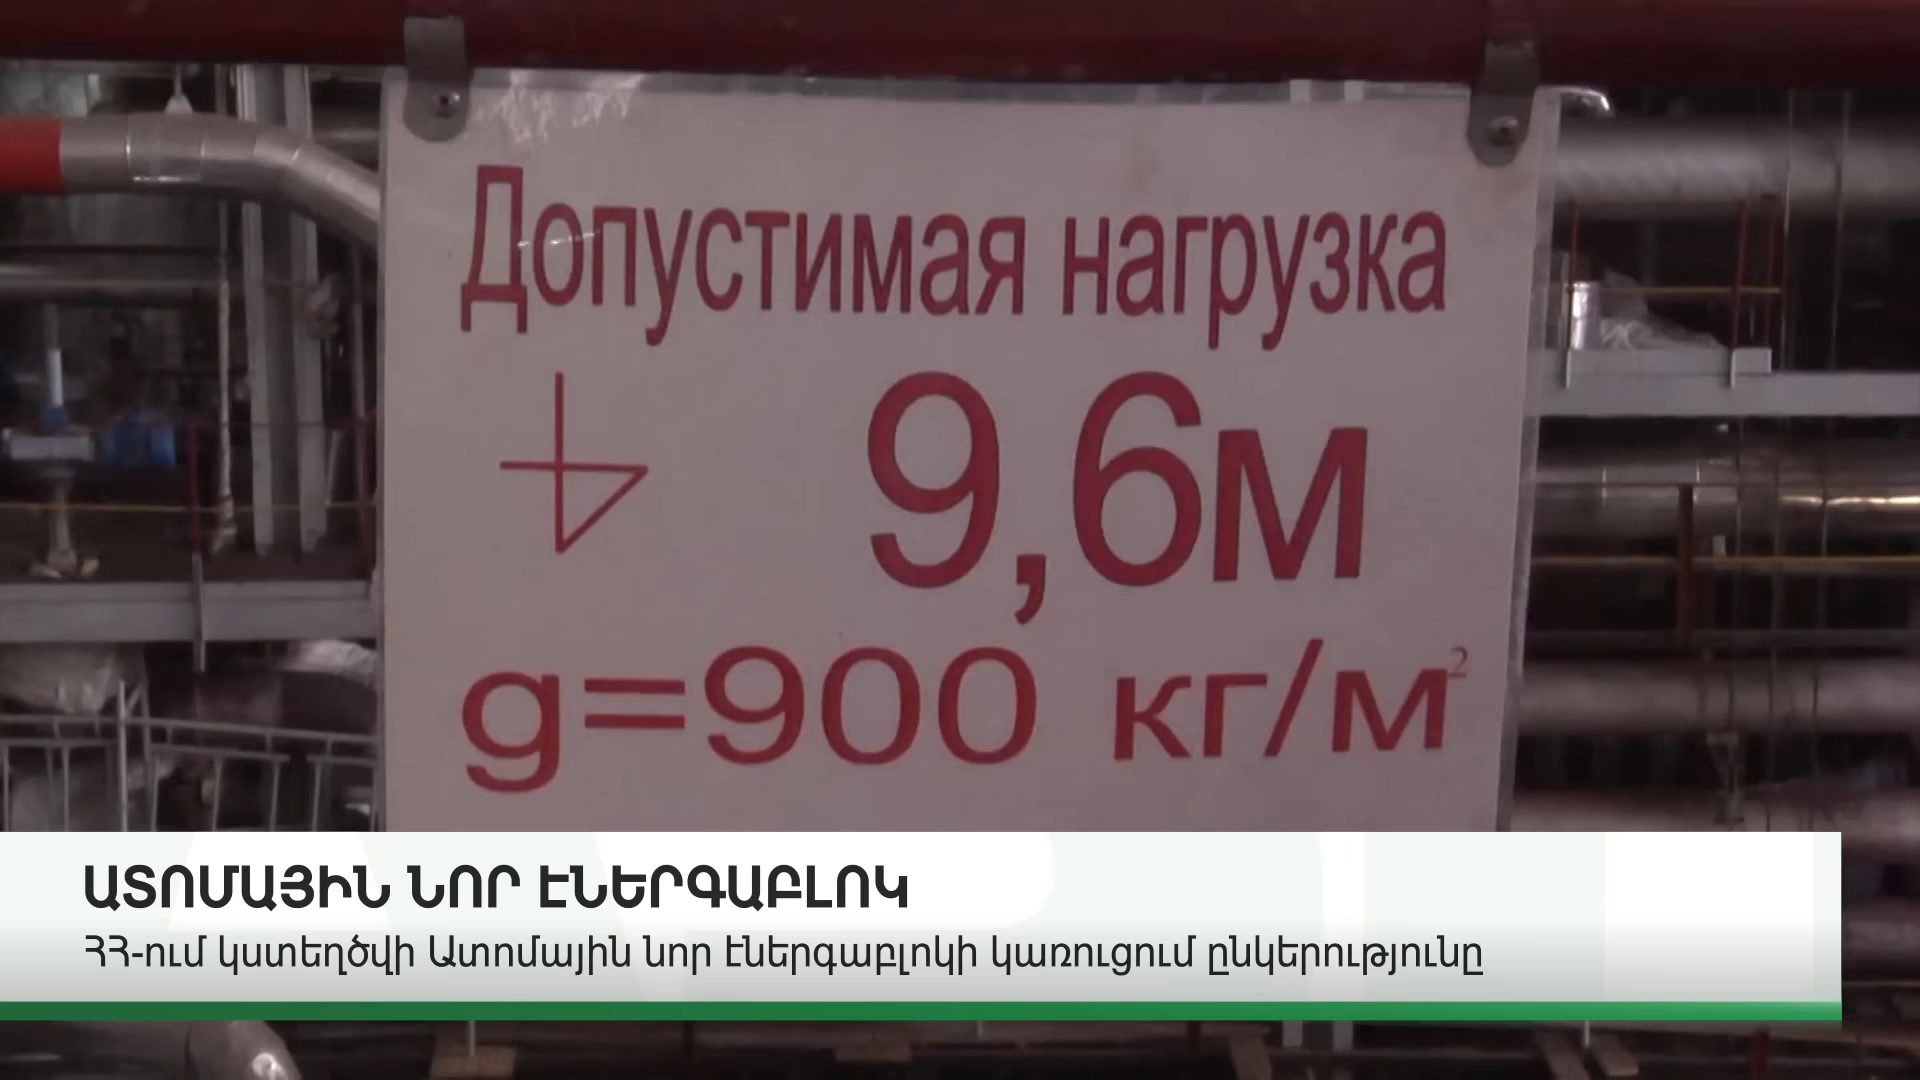 Допустимая нагрузка
9,6м
g=900 кг/м²
ԱՏՈՄԱՅԻՆ ՆՈՐ ԷՆԵՐԳԱԲԼՈԿ
ՀՀ-ում կստեղծվի Ատոմային նոր էներգաբլոկի կառուցում ընկերությունը